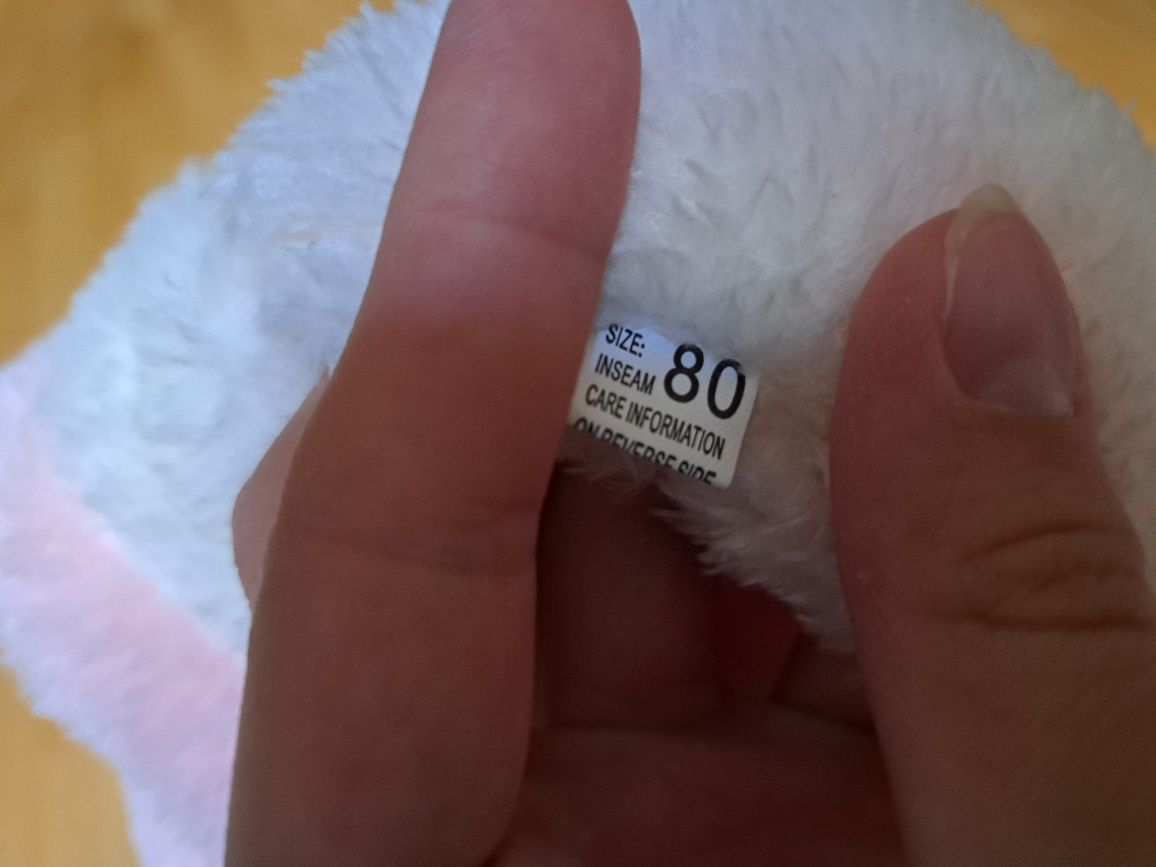 SIZE:
80
INSEAM
CARE INFORMATION
ON REVERSE SIDE